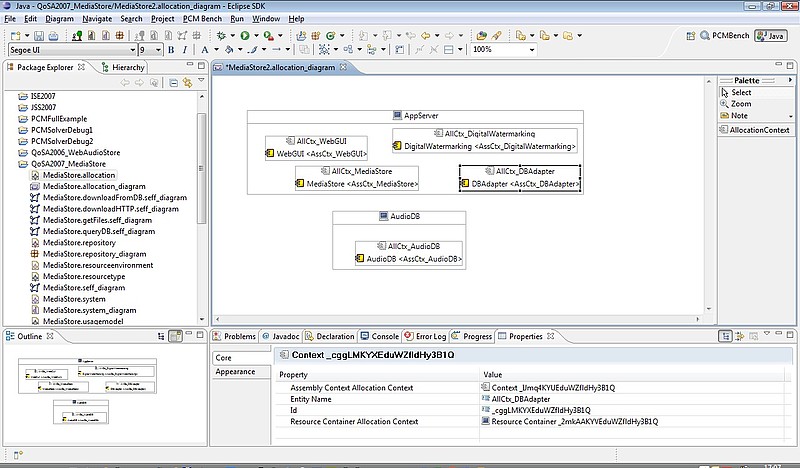 Java - QoSA2007_MediaStore/MediaStore2.allocation_diagram - Eclipse SDK
File Edit Diagram Navigate Search Project PCM Bench Run Window Help
PCMBench Java
Segoe UI 9 B I A 100%
Package Explorer Hierarchy
*MediaStore2.allocation_diagram
ISE2007
JSS2007
PCMFullExample
PCMSolverDebug1
PCMSolverDebug2
QoSA2006_WebAudioStore
QoSA2007_MediaStore
MediaStore.allocation
MediaStore.allocation_diagram
MediaStore.downloadFromDB.seff_diagram
MediaStore.downloadHTTP.seff_diagram
MediaStore.getFiles.seff_diagram
MediaStore.queryDB.seff_diagram
MediaStore.repository
MediaStore.repository_diagram
MediaStore.resourceenvironment
MediaStore.resourcetype
MediaStore.seff_diagram
MediaStore.system
MediaStore.system_diagram
MediaStore.usagemodel
AppServer
AllCtx_WebGUI
WebGUI <AssCtx_WebGUI>
AllCtx_DigitalWatermarking
DigitalWatermarking <AssCtx_DigitalWatermarking>
AllCtx_MediaStore
MediaStore <AssCtx_MediaStore>
AllCtx_DBAdapter
DBAdapter <AssCtx_DBAdapter>
AudioDB
AllCtx_AudioDB
AudioDB <AssCtx_AudioDB>
Palette
Select
Zoom
Note
AllocationContext
Outline
Problems Javadoc Declaration Console Error Log Progress Properties
Core
Appearance
Context _cggLMKYXEduWZfIdHy3B1Q
Property Value
Assembly Context Allocation Context
Entity Name AllCtx_DBAdapter
Id _cggLMKYXEduWZfIdHy3B1Q
Resource Container Allocation Context Resource Container _2mkAAKYVEduWZfIdHy3B1Q